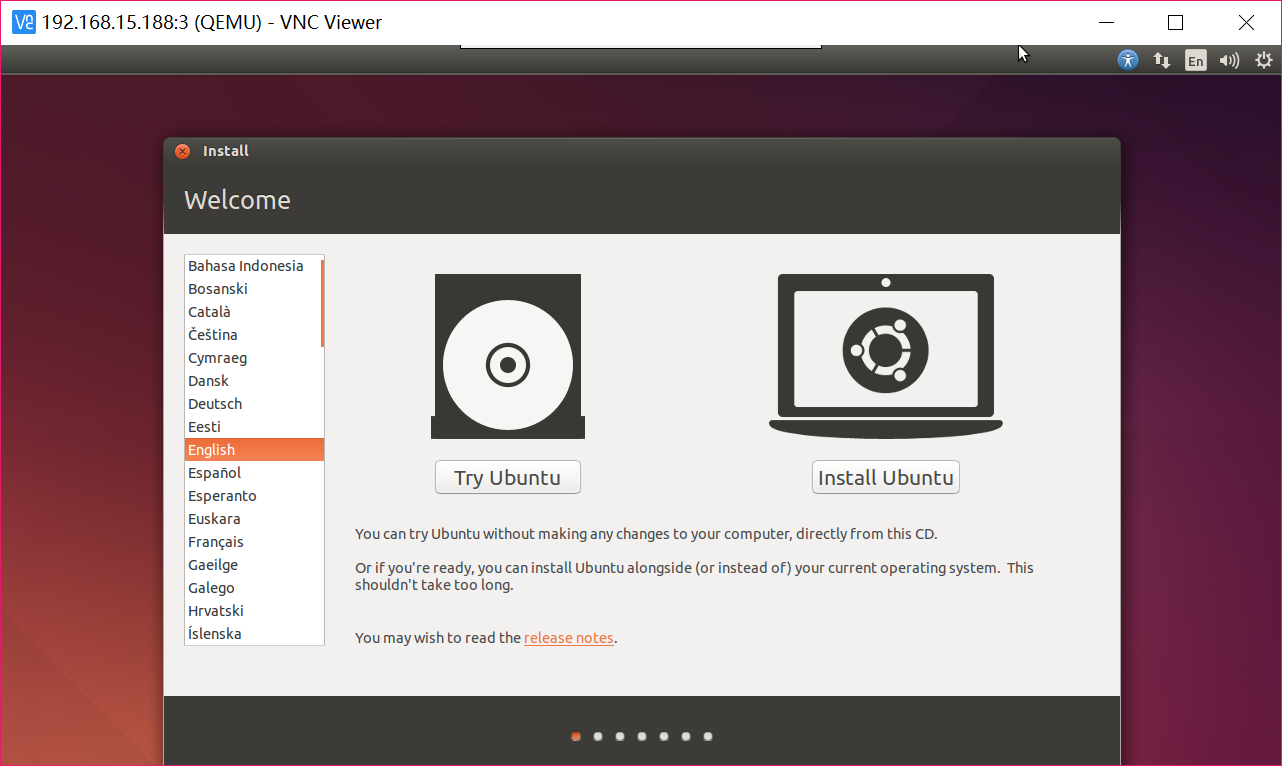 192.168.15.188:3 (QEMU) - VNC Viewer
En
Install
Welcome
Bahasa Indonesia
Bosanski
Català
Čeština
Cymraeg
Dansk
Deutsch
Eesti
English
Español
Esperanto
Euskara
Français
Gaeilge
Galego
Hrvatski
Íslenska
Try Ubuntu
Install Ubuntu
You can try Ubuntu without making any changes to your computer, directly from this CD.
Or if you're ready, you can install Ubuntu alongside (or instead of) your current operating system. This
shouldn't take too long.
You may wish to read the release notes.